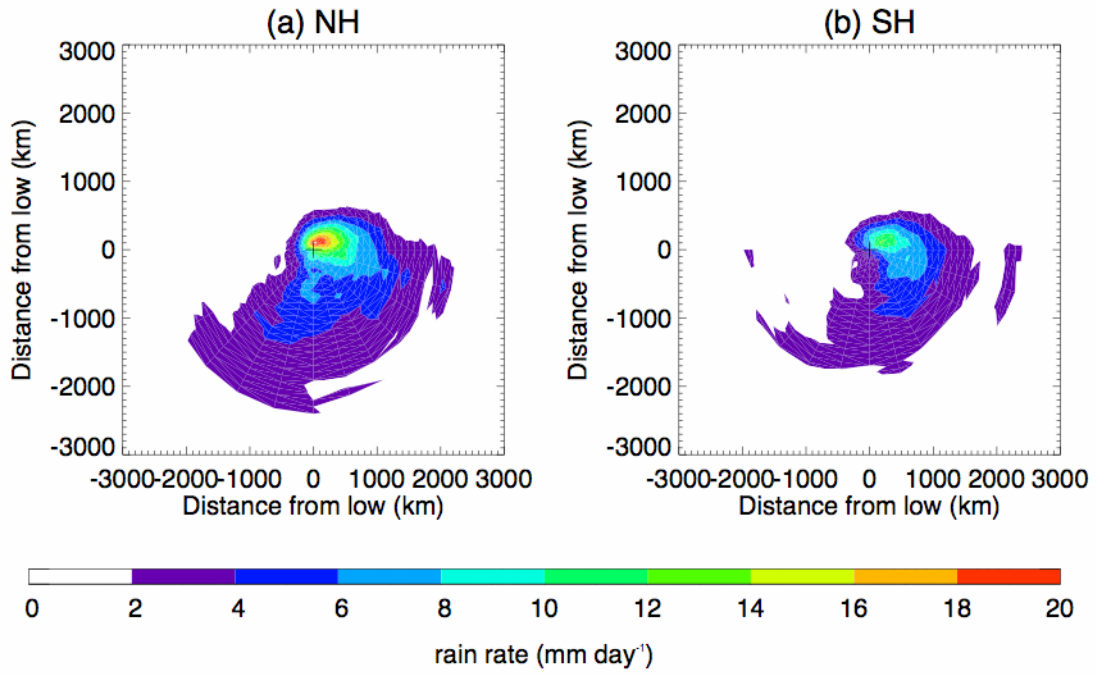 (a) NH
(b) SH
3000
2000
1000
0
-1000
-2000
-3000
Distance from low (km)
-3000-2000-1000 0 1000 2000 3000
Distance from low (km)
3000
2000
1000
0
-1000
-2000
-3000
Distance from low (km)
-3000-2000-1000 0 1000 2000 3000
Distance from low (km)
0 2 4 6 8 10 12 14 16 18 20
rain rate (mm day⁻¹)